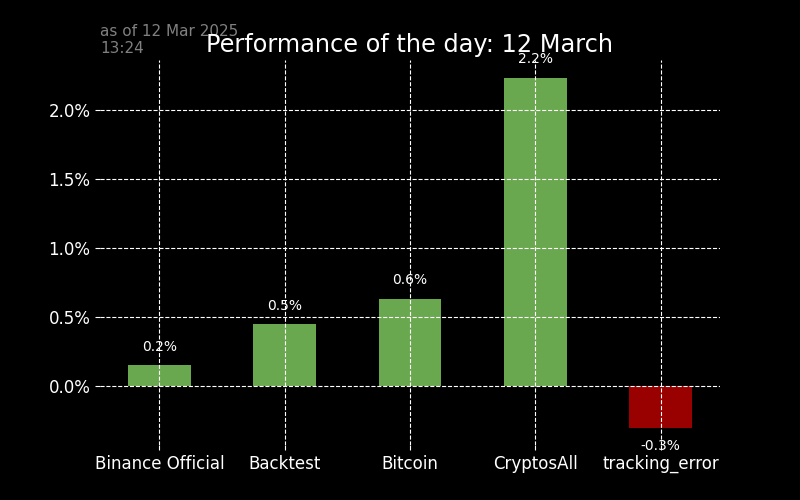 as of 12 Mar 2025
13:24
Performance of the day: 12 March
2.2%
2.0%
1.5%
1.0%
0.6%
0.5%
0.5%
0.2%
0.0%
-0.3%
Binance Official
Backtest
Bitcoin
CryptosAll
tracking_error